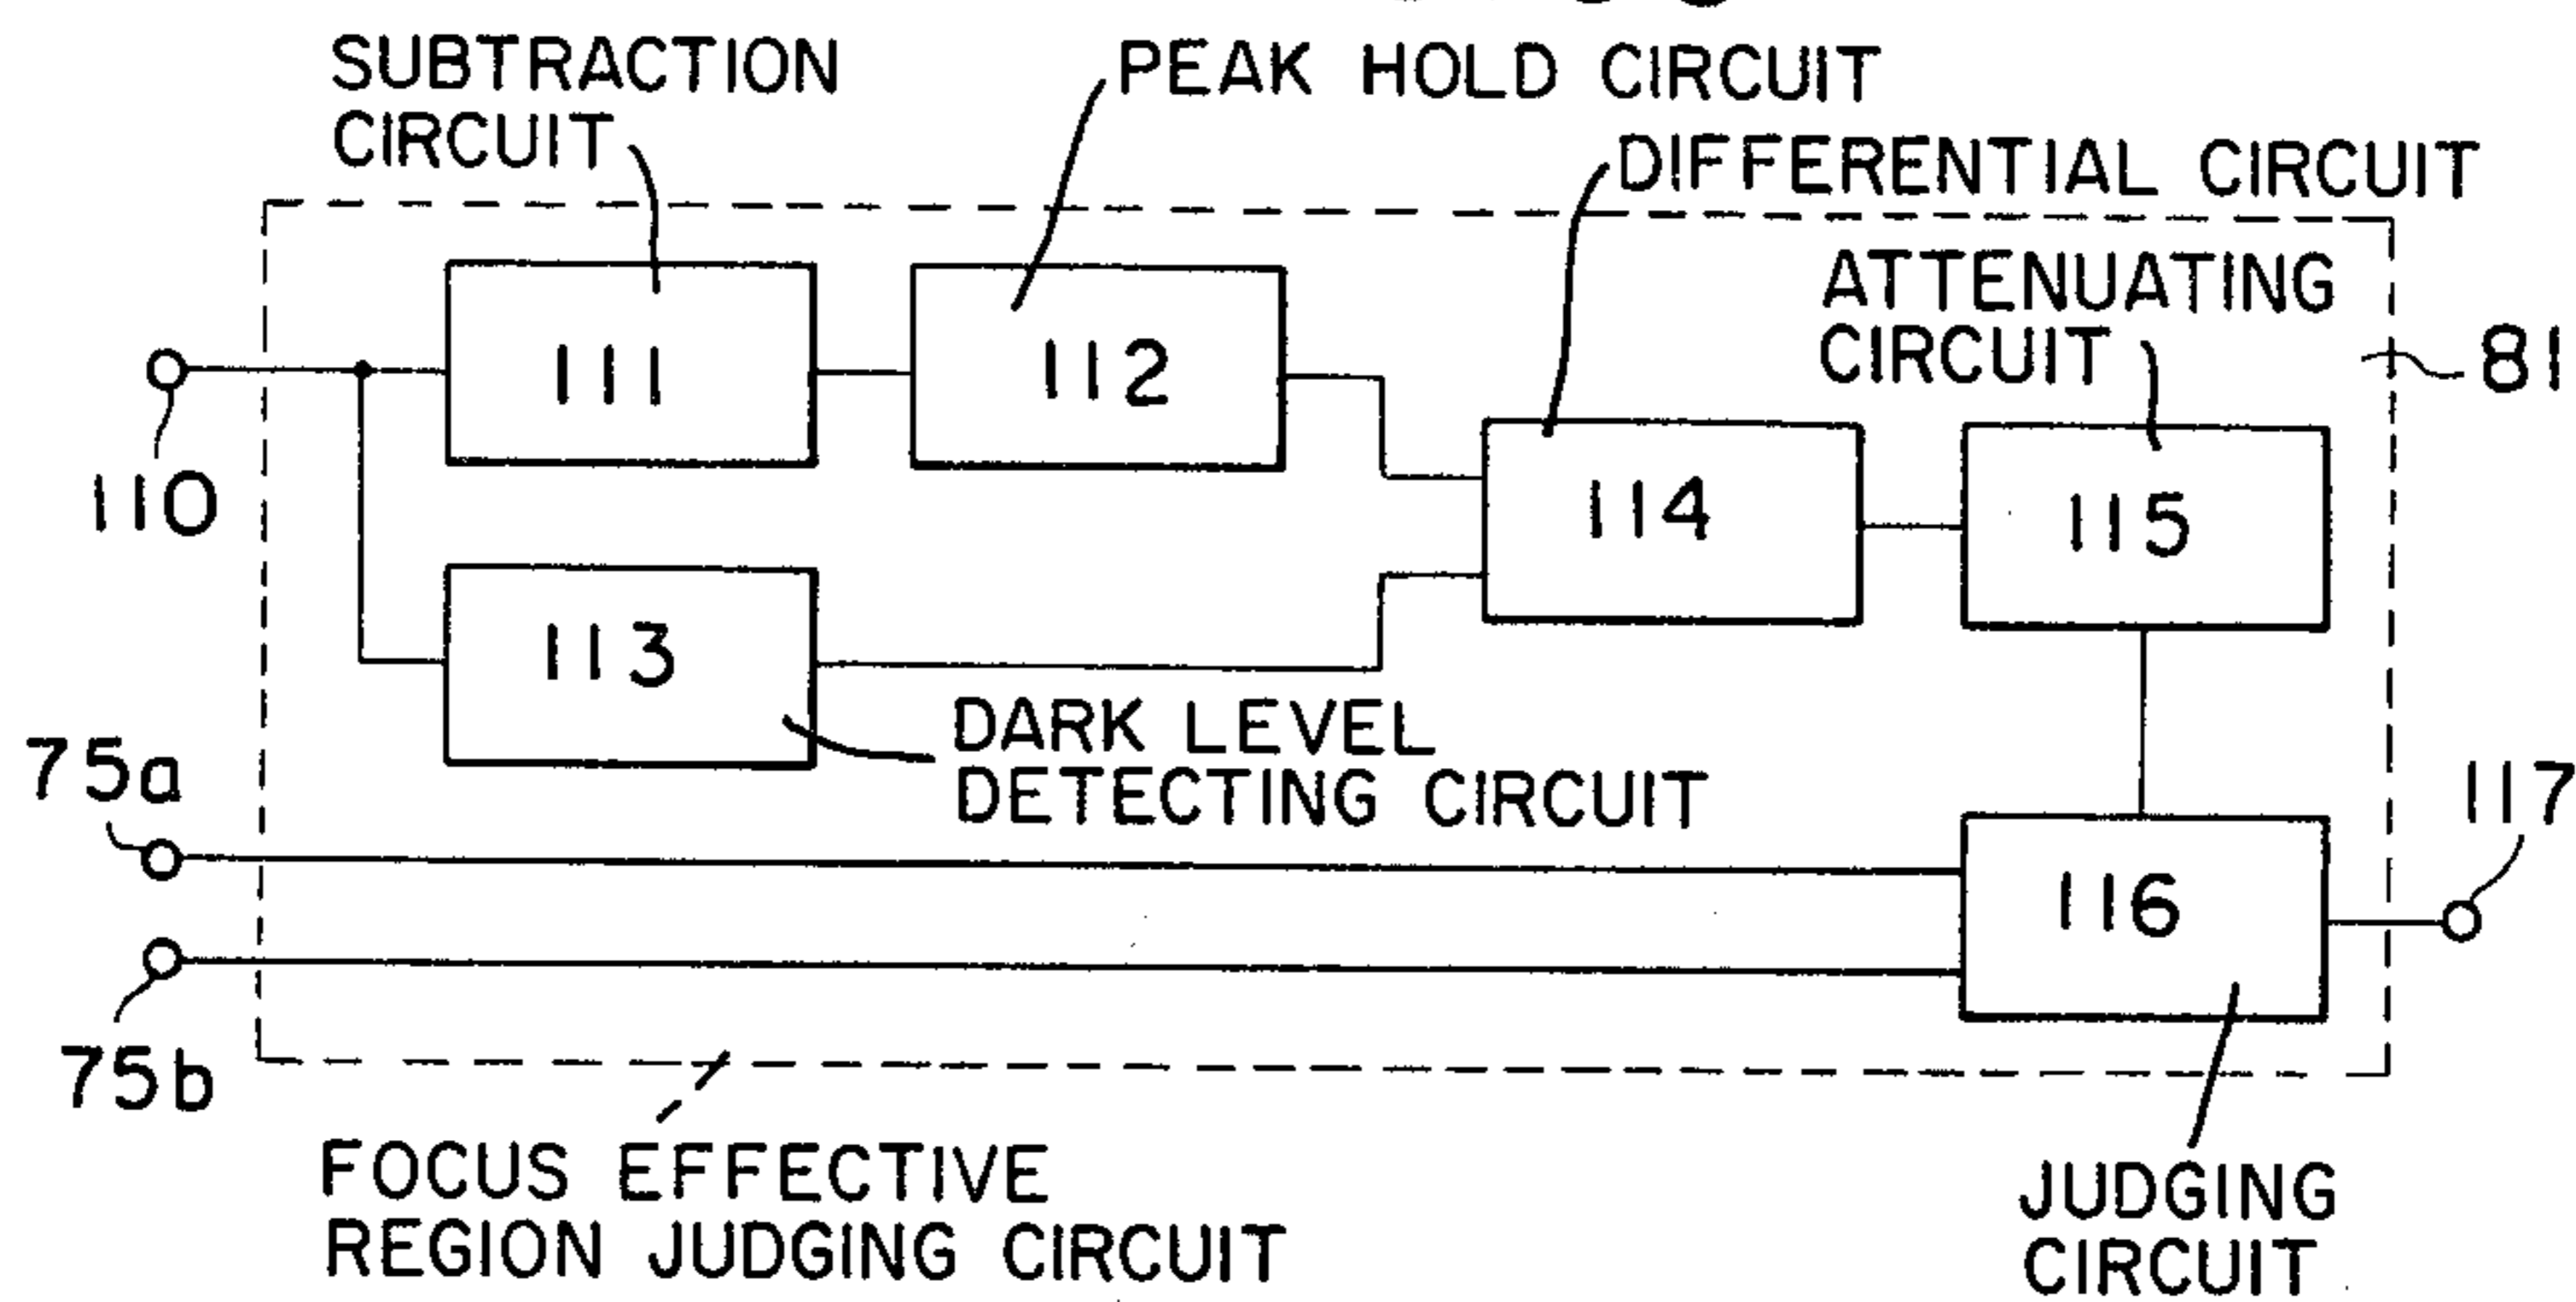 SUBTRACTION
CIRCUIT
PEAK HOLD CIRCUIT
DIFFERENTIAL CIRCUIT
ATTENUATING
CIRCUIT
81
111
112
110
114
115
113
DARK LEVEL
DETECTING CIRCUIT
75a
117
116
75b
FOCUS EFFECTIVE
REGION JUDGING CIRCUIT
JUDGING
CIRCUIT